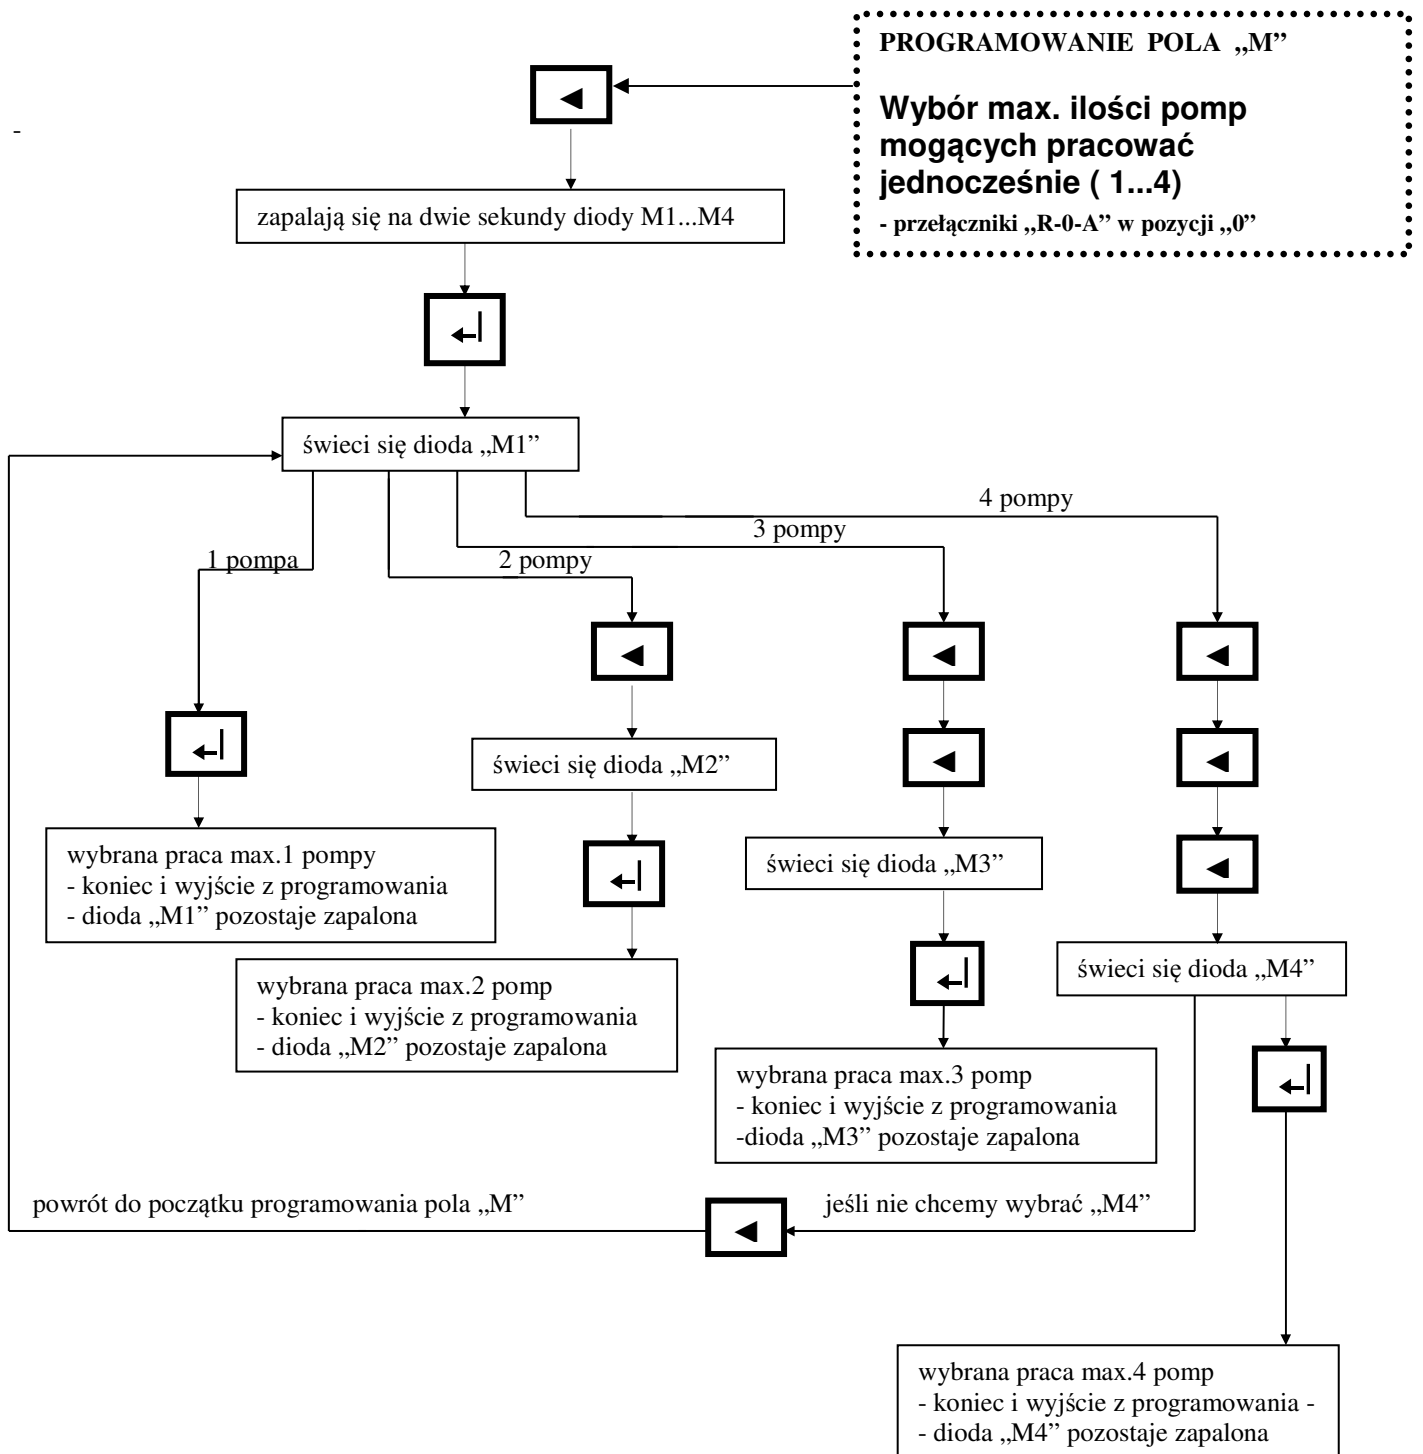 PROGRAMOWANIE POLA „M”
Wybór max. ilości pomp
mogących pracować
jednocześnie ( 1...4)
- przełączniki „R-0-A” w pozycji „0”
-
zapalają się na dwie sekundy diody M1...M4
świeci się dioda „M1”
4 pompy
3 pompy
1 pompa
2 pompy
świeci się dioda „M2”
wybrana praca max.1 pompy
- koniec i wyjście z programowania
- dioda „M1” pozostaje zapalona
świeci się dioda „M3”
świeci się dioda „M4”
wybrana praca max.2 pomp
- koniec i wyjście z programowania
- dioda „M2” pozostaje zapalona
wybrana praca max.3 pomp
- koniec i wyjście z programowania
-dioda „M3” pozostaje zapalona
powrót do początku programowania pola „M”
jeśli nie chcemy wybrać „M4”
wybrana praca max.4 pomp
- koniec i wyjście z programowania -
- dioda „M4” pozostaje zapalona